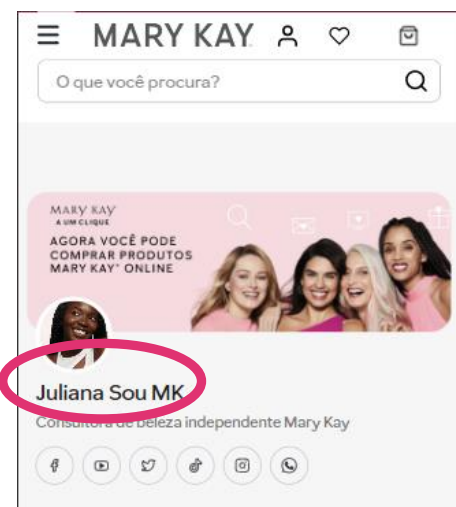 MARY KAY
O que você procura?
MARY KAY
A UM CLIQUE
AGORA VOCÊ PODE
COMPRAR PRODUTOS
MARY KAY® ONLINE
Juliana Sou MK
Consultora de beleza independente Mary Kay